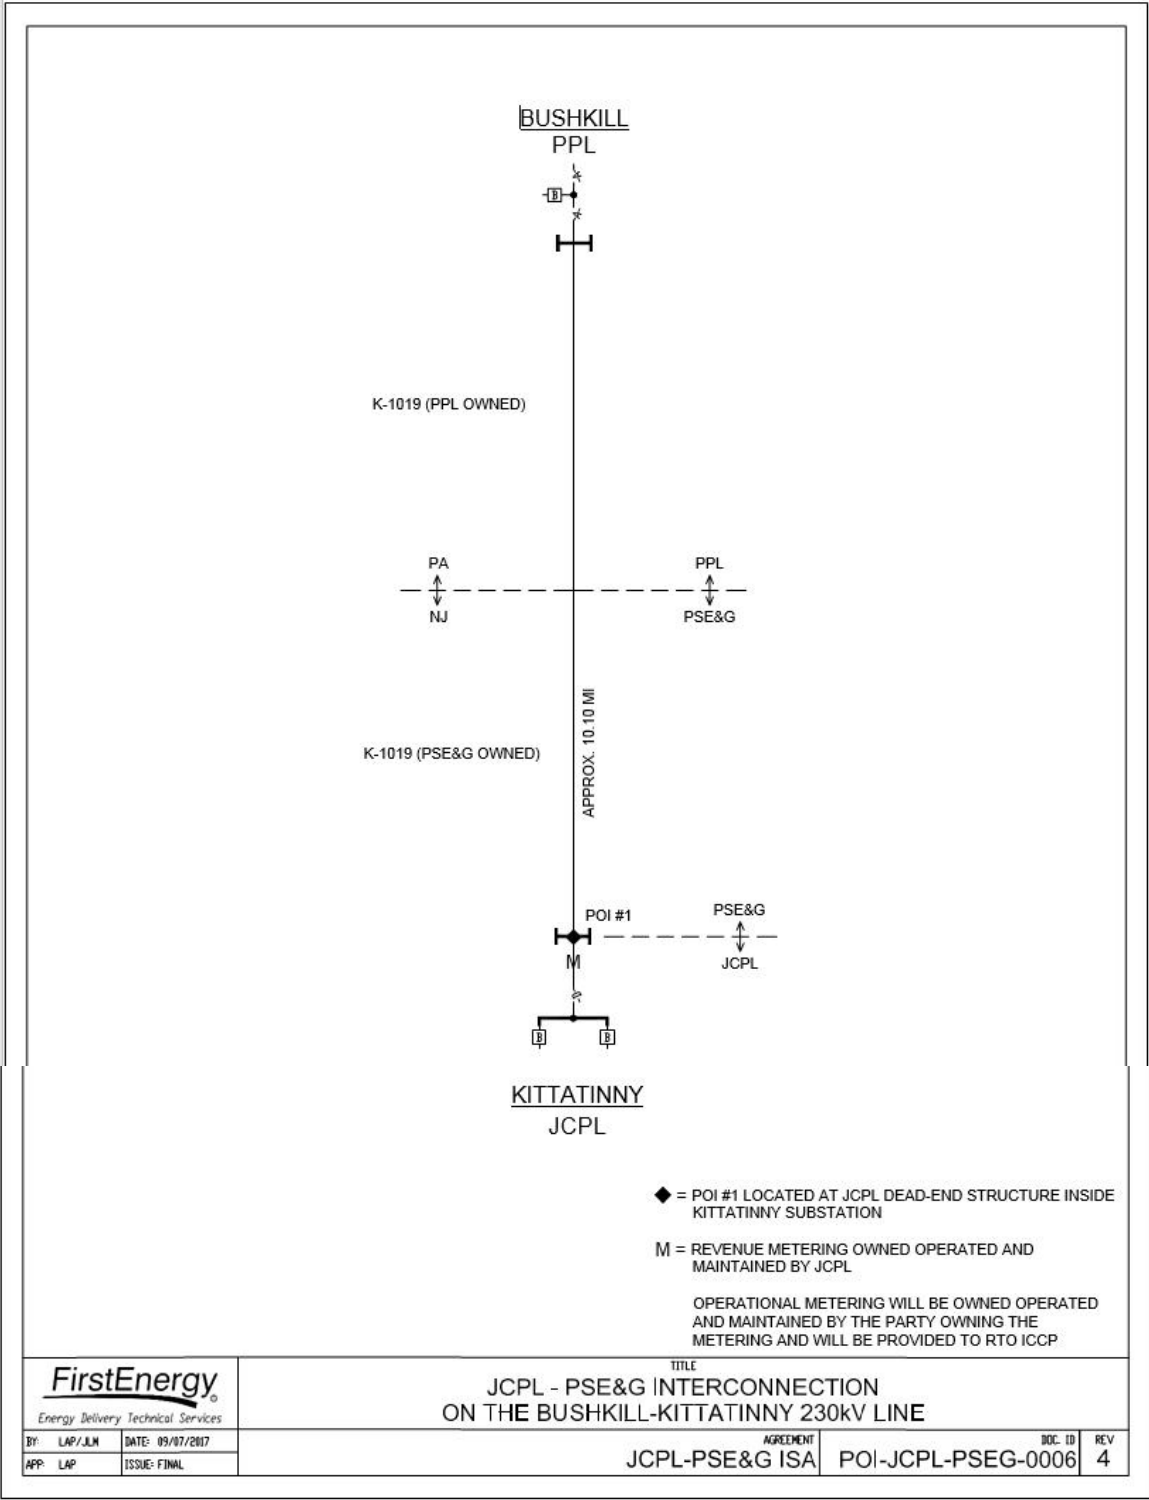 BUSHKILL
PPL
B
K-1019 (PPL OWNED)
PA
PPL
NJ
PSE&G
APPROX. 10.10 MI
K-1019 (PSE&G OWNED)
POI #1
PSE&G
M
JCPL
B
B
KITTATINNY
JCPL
= POI #1 LOCATED AT JCPL DEAD-END STRUCTURE INSIDE
KITTATINNY SUBSTATION
M = REVENUE METERING OWNED OPERATED AND
MAINTAINED BY JCPL
OPERATIONAL METERING WILL BE OWNED OPERATED
AND MAINTAINED BY THE PARTY OWNING THE
METERING AND WILL BE PROVIDED TO RTO ICCP
FirstEnergy
Energy Delivery Technical Services
BY: LAP/JLM
DATE: 09/07/2017
APP: LAP
ISSUE: FINAL
TITLE
JCPL - PSE&G INTERCONNECTION
ON THE BUSHKILL-KITTATINNY 230kV LINE
AGREEMENT
JCPL-PSE&G ISA
DOC. ID
POI-JCPL-PSEG-0006
REV
4